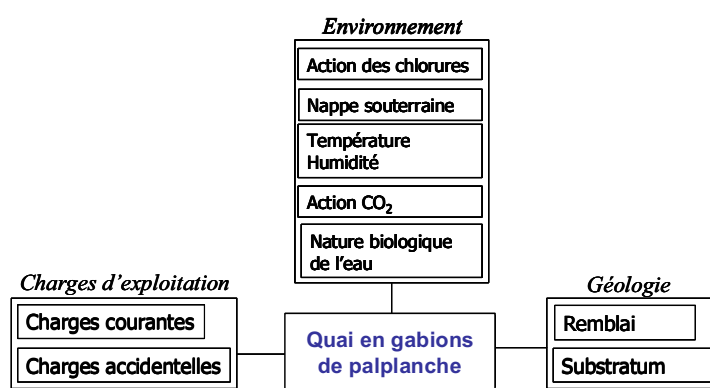 Environnement
Action des chlorures
Nappe souterraine
Température
Humidité
Action CO₂
Nature biologique
de l'eau
Charges d'exploitation
Charges courantes
Charges accidentelles
Quai en gabions
de palplanche
Géologie
Remblai
Substratum